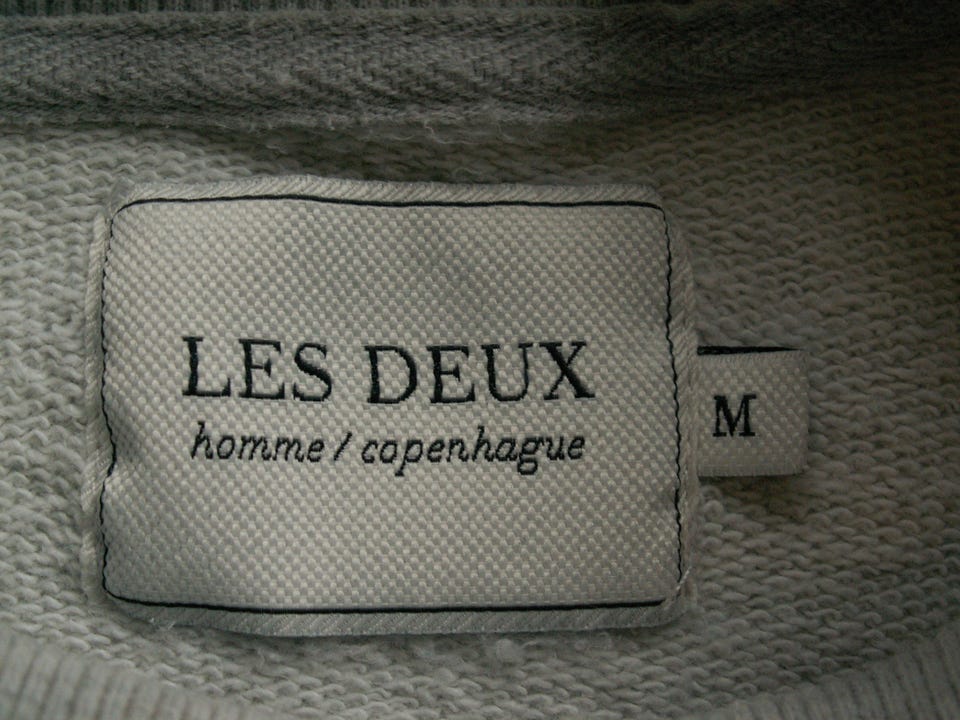 LES DEUX
homme / copenhague
M